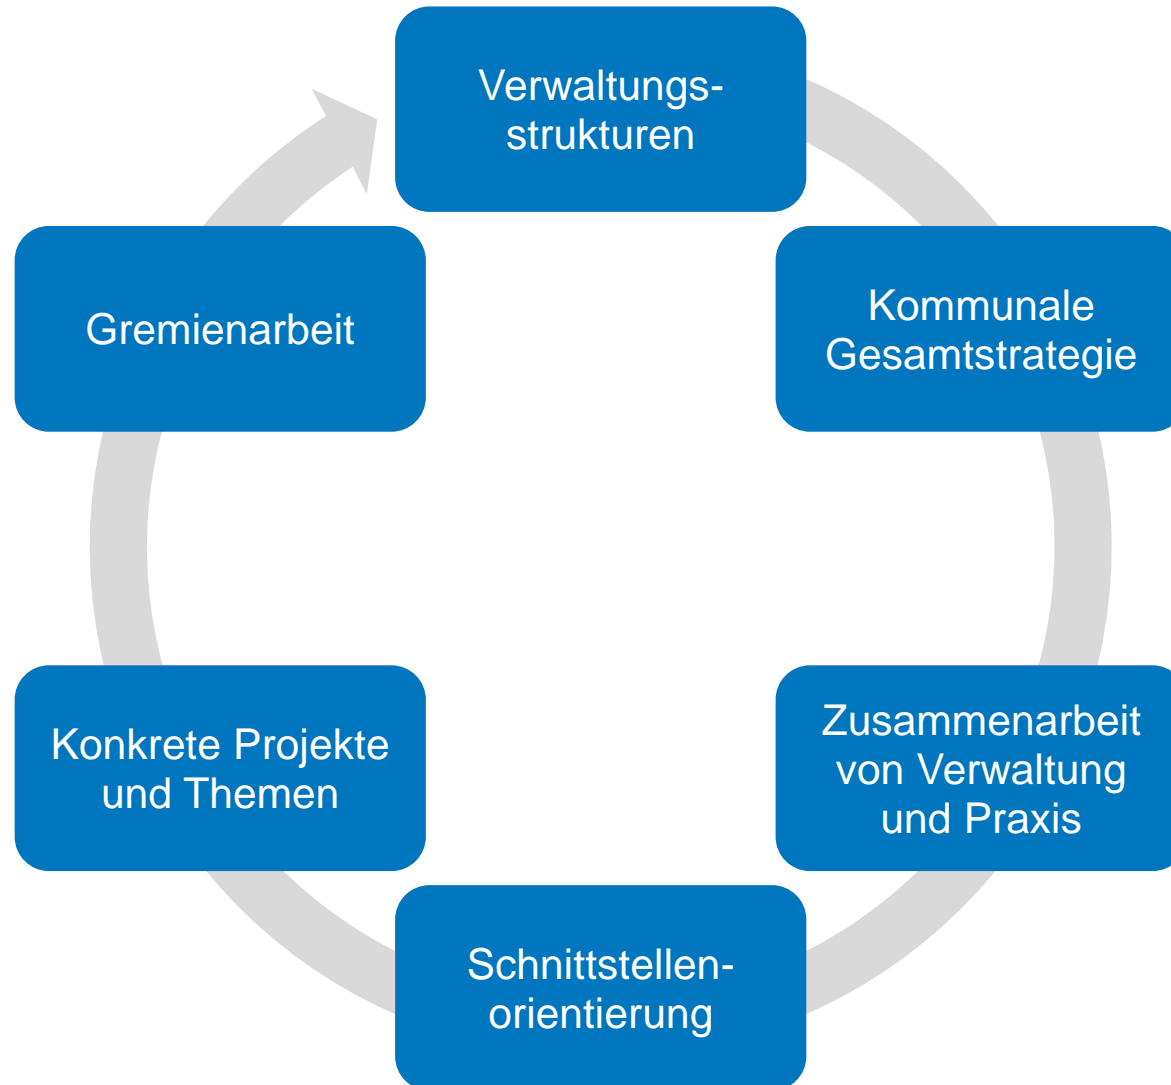 Verwaltungs-
strukturen
Kommunale
Gesamtstrategie
Zusammenarbeit
von Verwaltung
und Praxis
Schnittstellen-
orientierung
Konkrete Projekte
und Themen
Gremienarbeit